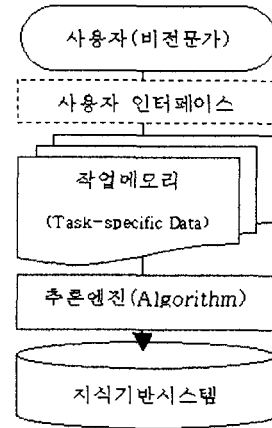 사용자(비전문가)
사용자 인터페이스
작업메모리
(Task-specific Data)
추론엔진(Algorithm)
지식기반시스템